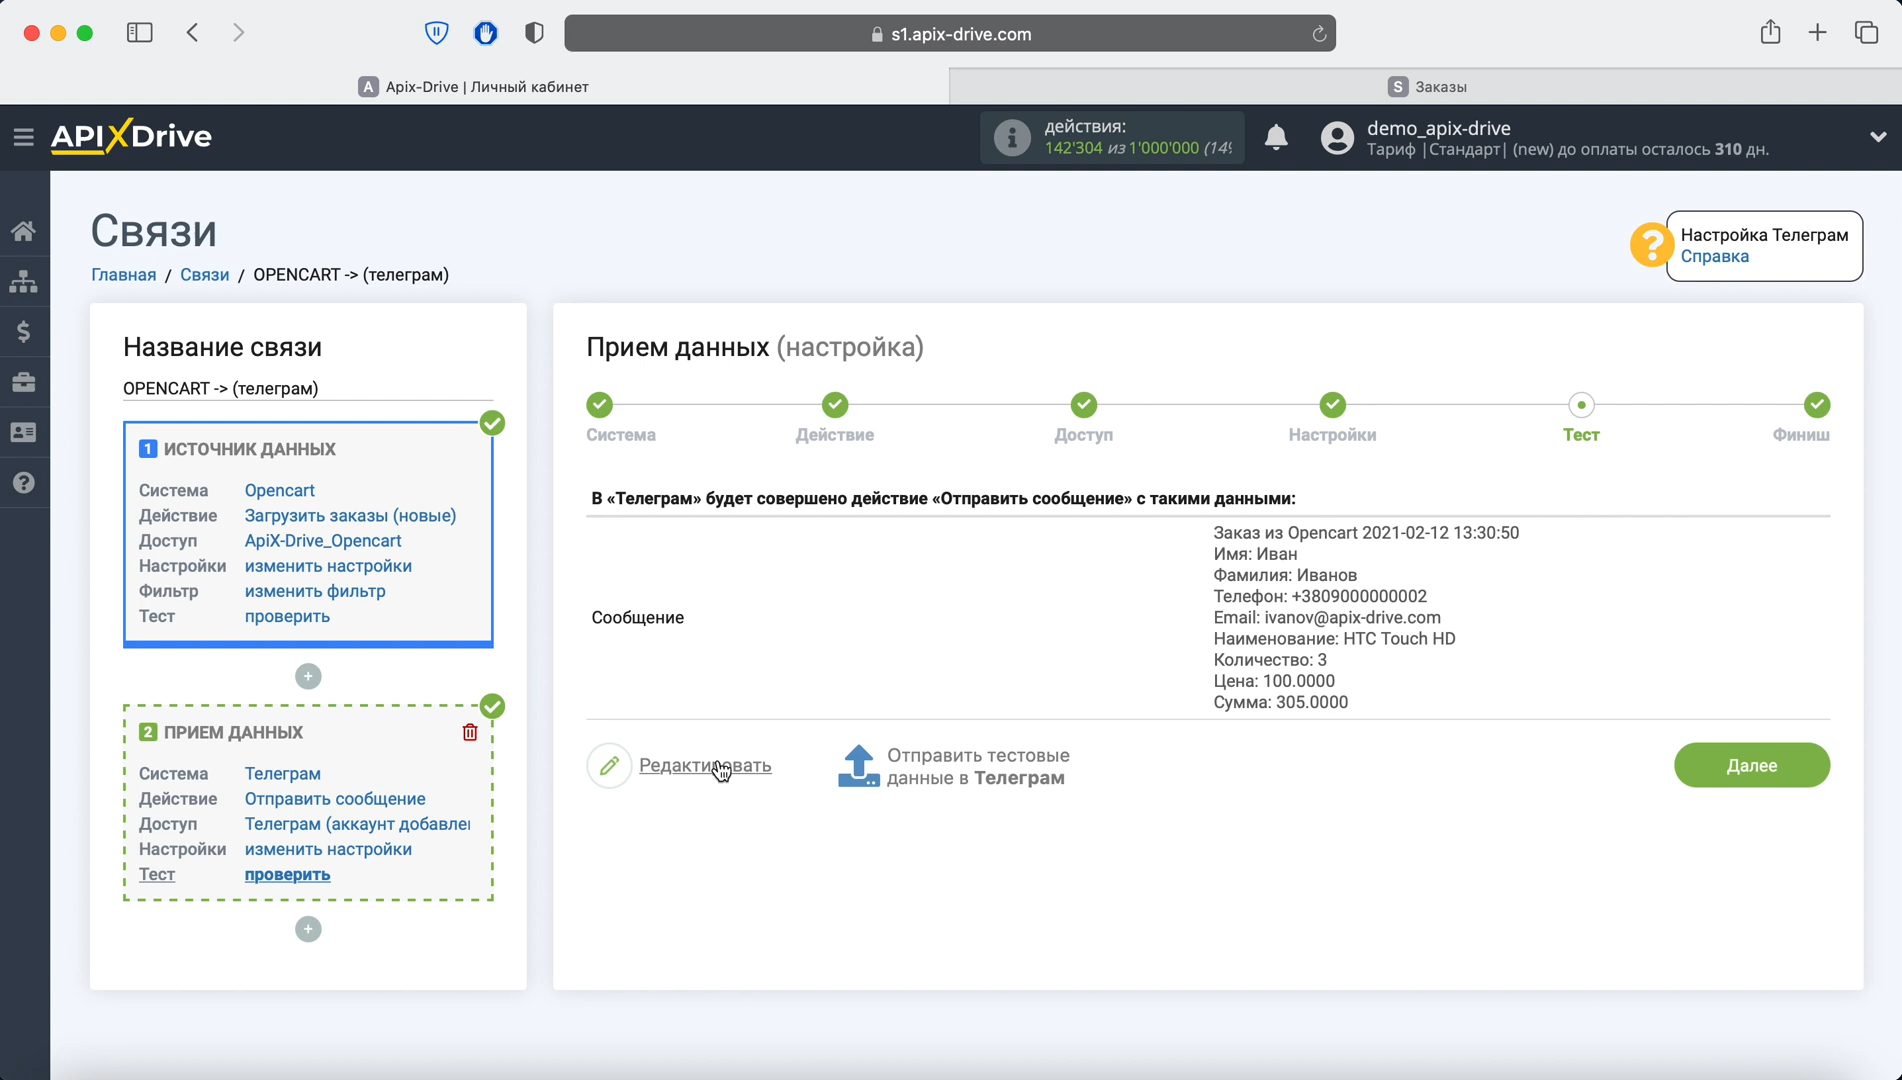 s1.apix-drive.com
A Apix-Drive | Личный кабинет
S Заказы
APIXDrive
действия:
142'304 из 1'000'000 (14
demo_apix-drive
Тариф |Стандарт| (new) до оплаты осталось 310 дн.
Связи
Главная / Связи / OPENCART -> (телеграм)
Настройка Телеграм
Справка
Название связи
OPENCART -> (телеграм)
1 ИСТОЧНИК ДАННЫХ
Система Opencart
Действие Загрузить заказы (новые)
Доступ ApiX-Drive_Opencart
Настройки изменить настройки
Фильтр изменить фильтр
Тест проверить
2 ПРИЕМ ДАННЫХ
Система Телеграм
Действие Отправить сообщение
Доступ Телеграм (аккаунт добавлен
Настройки изменить настройки
Тест проверить
Прием данных (настройка)
Система Действие Доступ Настройки Тест Финиш
В «Телеграм» будет совершено действие «Отправить сообщение» с такими данными:
Сообщение
Заказ из Opencart 2021-02-12 13:30:50
Имя: Иван
Фамилия: Иванов
Телефон: +3809000000002
Email: ivanov@apix-drive.com
Наименование: HTC Touch HD
Количество: 3
Цена: 100.0000
Сумма: 305.0000
Редактировать
Отправить тестовые
данные в Телеграм
Далее